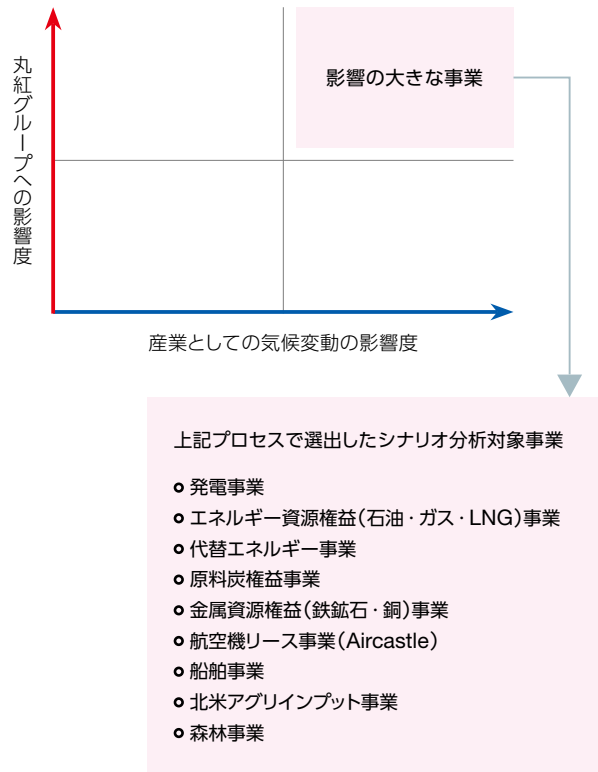 丸紅グループへの影響度
影響の大きな事業
産業としての気候変動の影響度
上記プロセスで選出したシナリオ分析対象事業
発電事業
エネルギー資源権益(石油・ガス・LNG)事業
代替エネルギー事業
原料炭権益事業
金属資源権益(鉄鉱石・銅)事業
航空機リース事業(Aircastle)
船舶事業
北米アグリインプット事業
森林事業